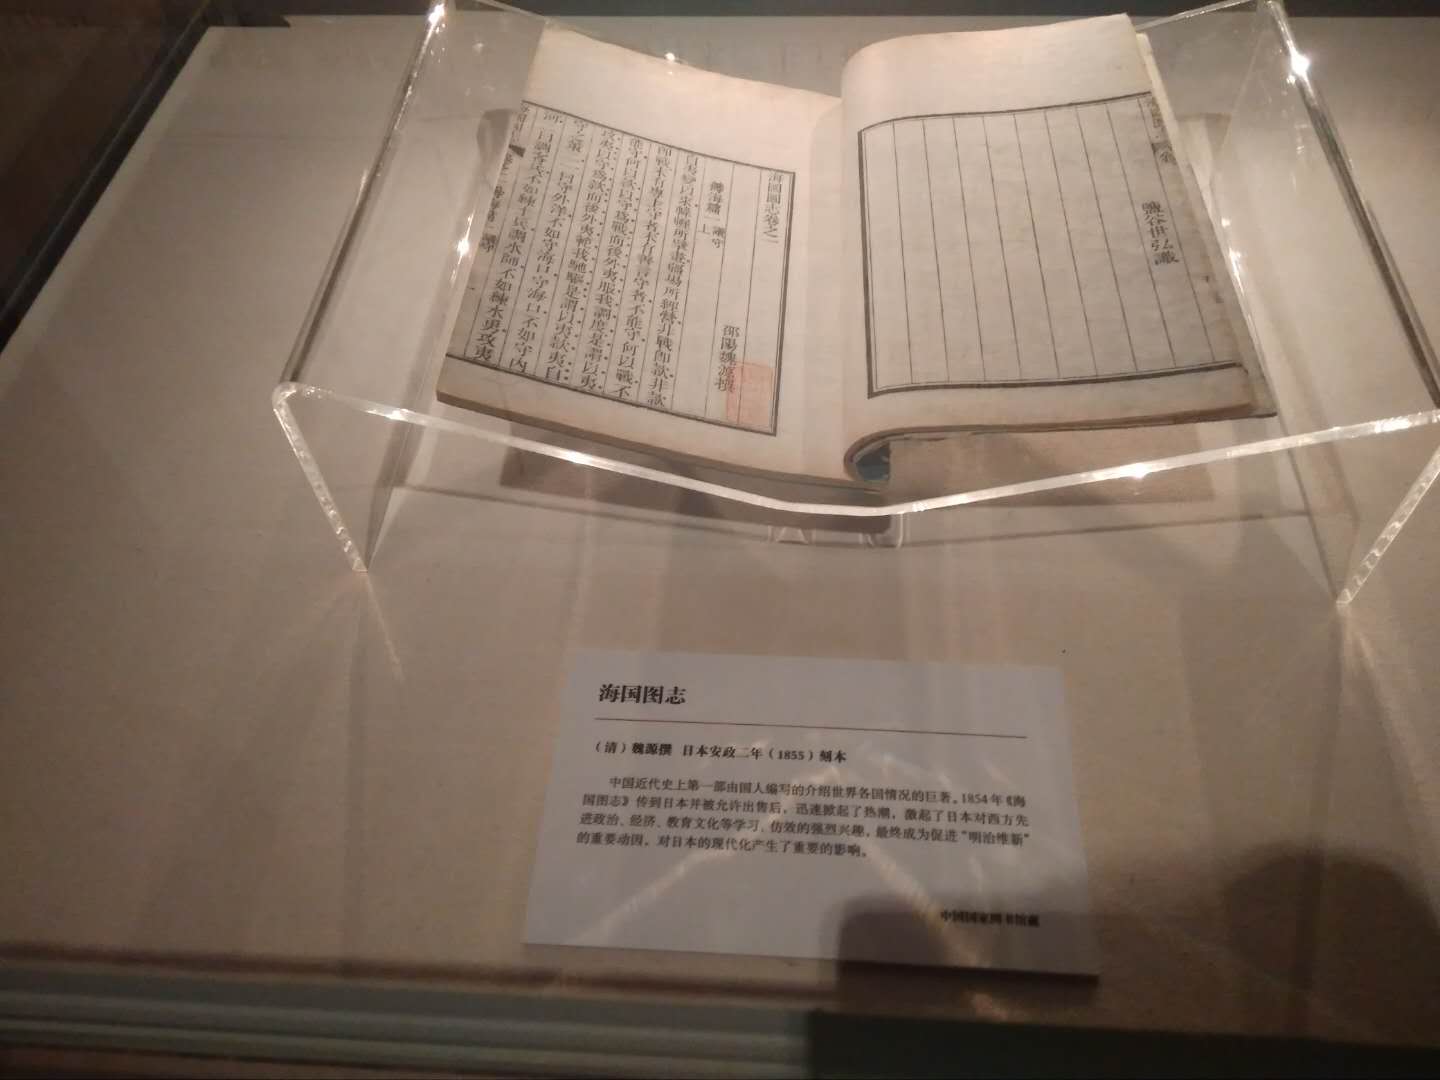 鹽谷世弘識
海國圖志卷之一
邵陽魏源撰
籌海篇一 議守上
自夷變以來帷幄所擘畫疆場所經營非戰即款非款
即戰未有專主守者未有善言守者不能守何以戰不
能守何以款以守爲戰而後外夷服我調度是謂以夷
攻夷以守爲款而後外夷範我馳驅是謂以夷款夷自
守之策二一曰守外洋不如守海口守海口不如守內
河二曰調客兵不如練土兵調水師不如練水勇攻夷
海国图志
（清）魏源撰 日本安政二年（1855）刻本
中国近代史上第一部由国人编写的介绍世界各国情况的巨著。1854年《海
国图志》传到日本并被允许出售后，迅速掀起了热潮，激起了日本对西方先
进政治、经济、教育文化等学习、仿效的强烈兴趣，最终成为促进“明治维新”
的重要动因，对日本的现代化产生了重要的影响。
中国国家图书馆藏